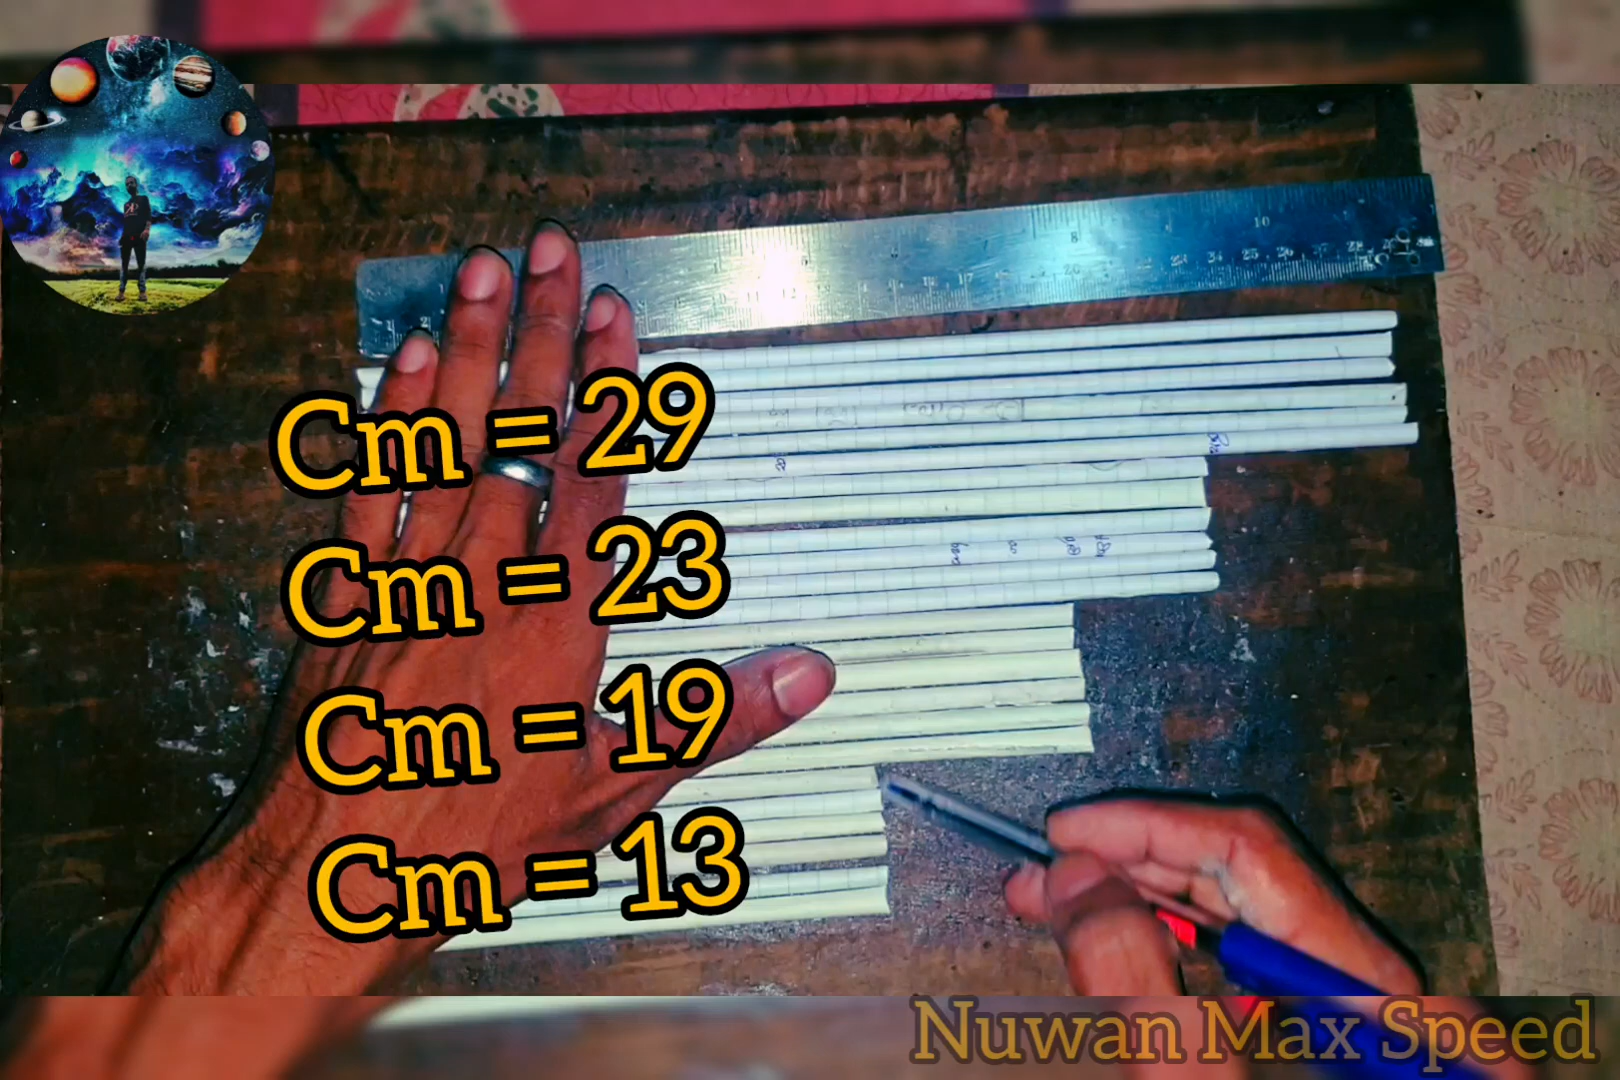 Cm = 29
Cm = 23
Cm = 19
Cm = 13
Nuwan Max Speed